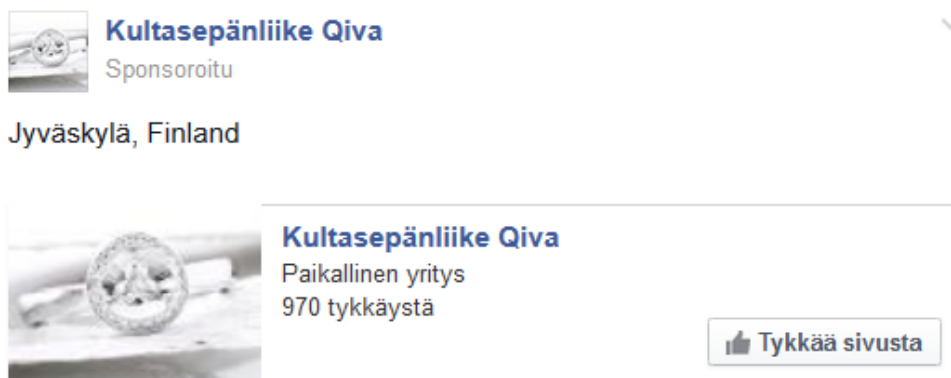 Kultasepänliike Qiva
Sponsoroitu
Jyväskylä, Finland
Kultasepänliike Qiva
Paikallinen yritys
970 tykkäystä
Tykkää sivusta